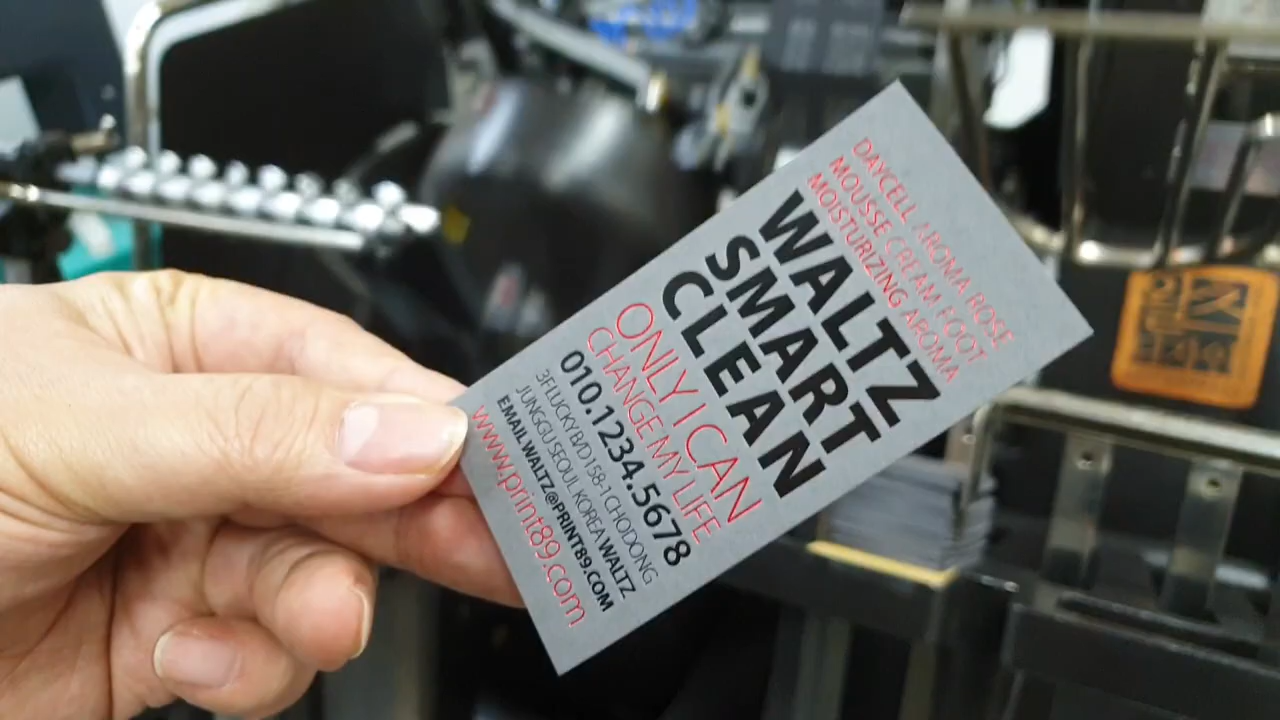 DAYCELL AROMA ROSE
MOUSSE CREAM FOOT
MOISTURIZING AROMA
WALTZ
SMART
CLEAN
ONLY I CAN
CHANGE MY LIFE
010.1234.5678
3F LUCKY B/D 158-1 CHODONG
JUNGGU SEOUL KOREA WALTZ
EMAIL WALTZ@PRINT89.COM
www.print89.com